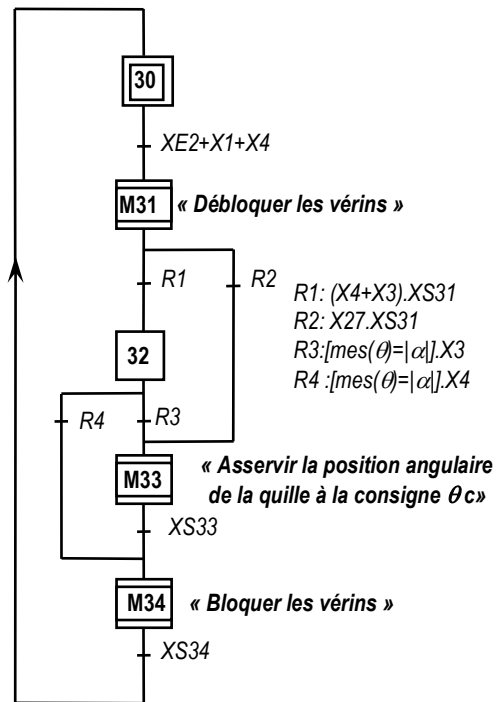 30
XE2+X1+X4
M31 « Débloquer les vérins »
R1
R2
R1: (X4+X3).XS31
R2: X27.XS31
R3:[mes(θ)=|α|].X3
R4 :[mes(θ)=|α|].X4
32
R4
R3
M33
« Asservir la position angulaire
de la quille à la consigne θ c»
XS33
M34 « Bloquer les vérins »
XS34